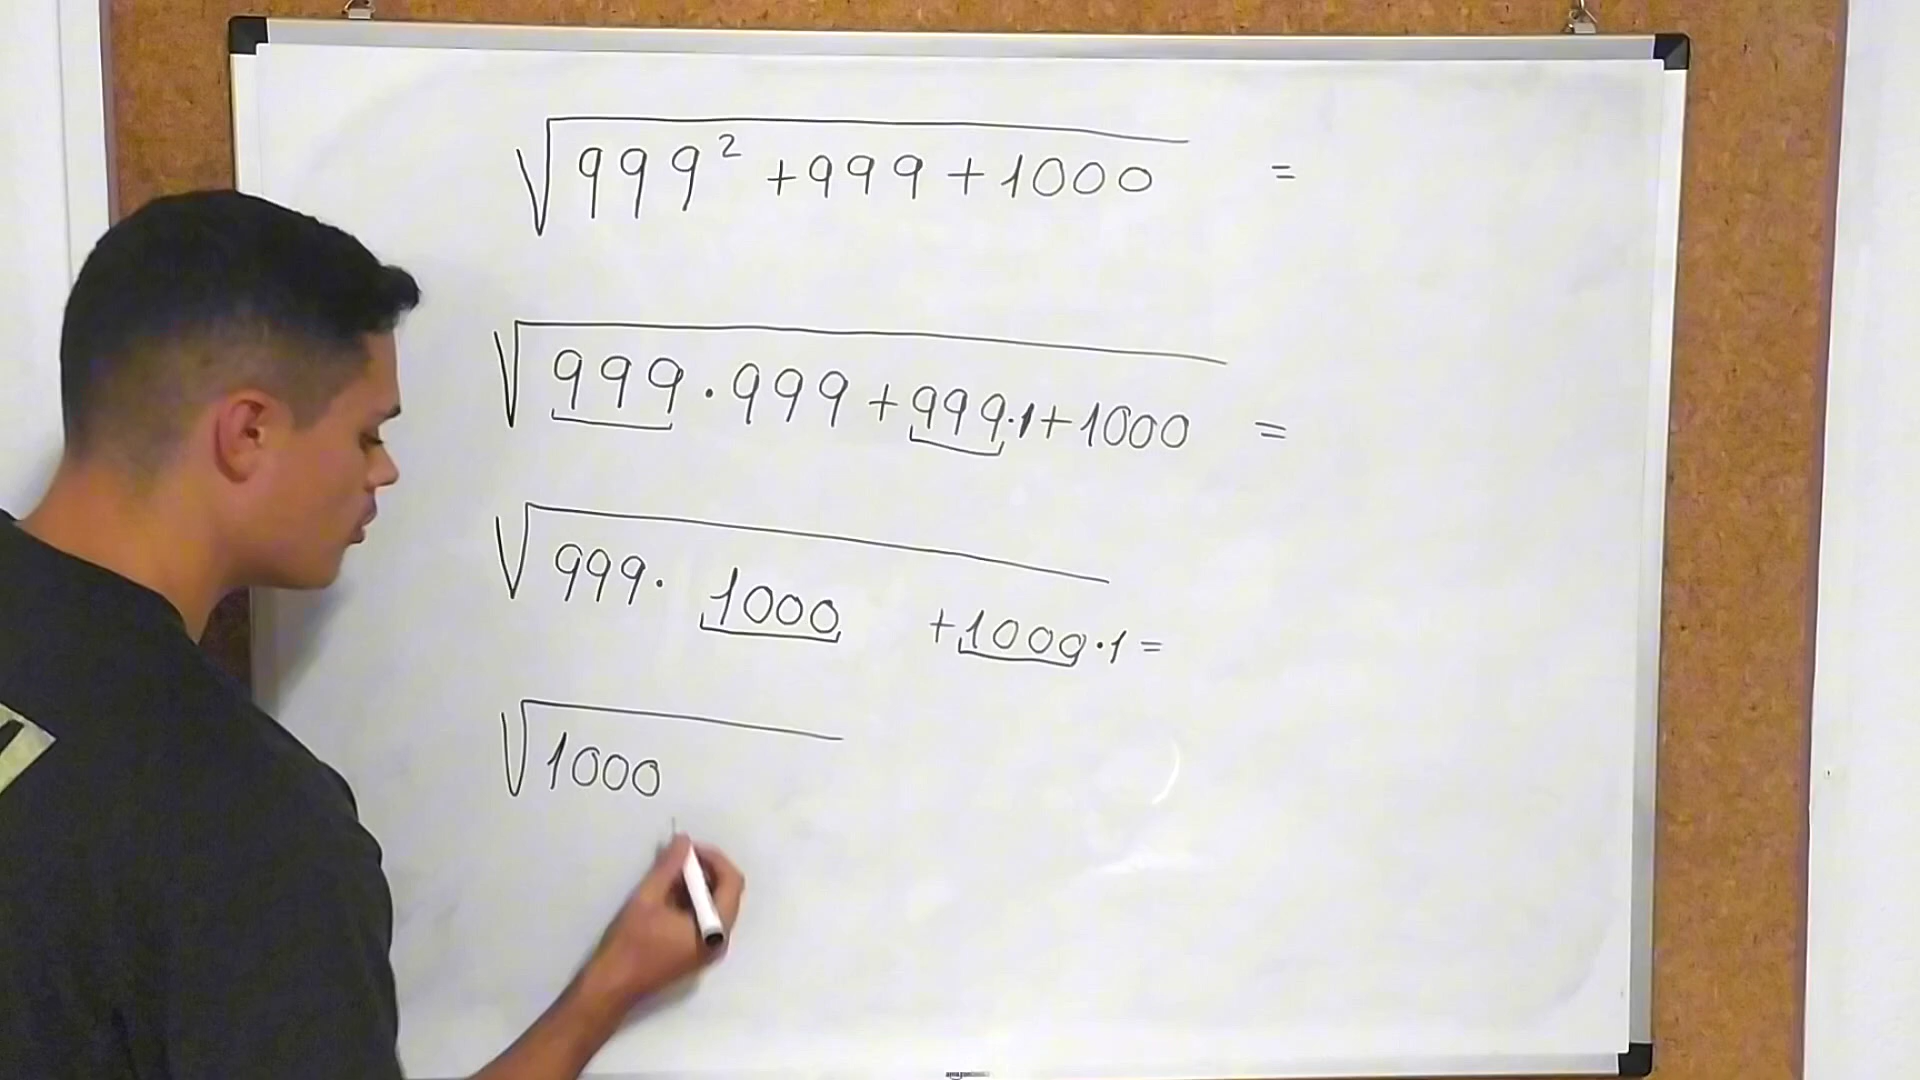 √999² + 999 + 1000 =
√999 · 999 + 999 · 1 + 1000 =
√999 · 1000 + 1000 · 1 =
√1000